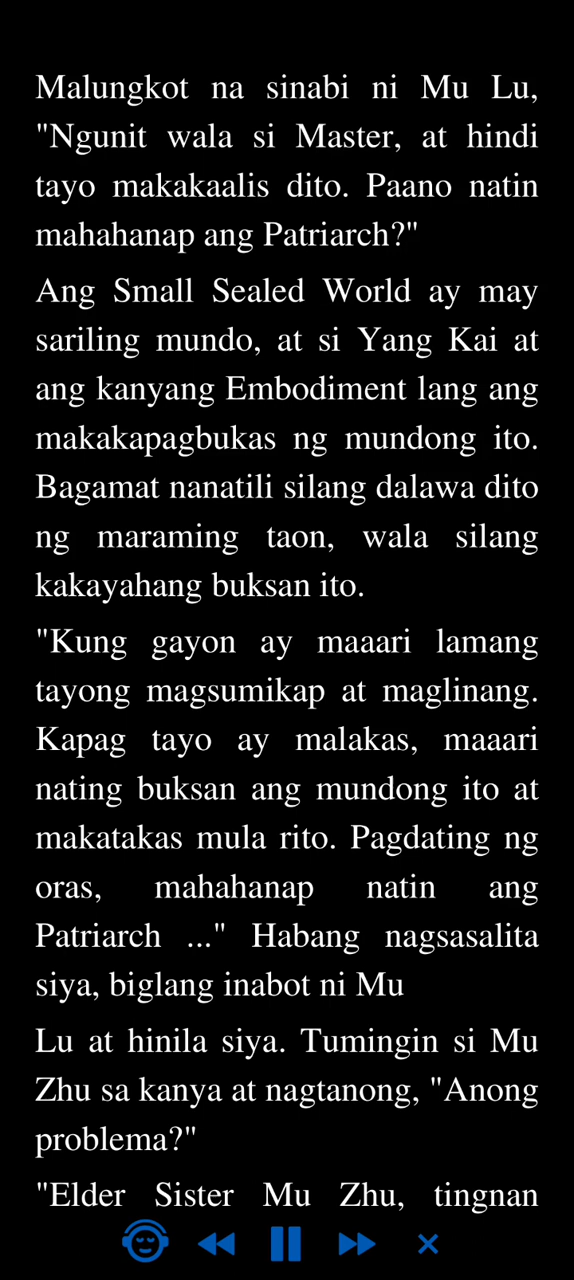 Malungkot na sinabi ni Mu Lu,
"Ngunit wala si Master, at hindi
tayo makakaalis dito. Paano natin
mahahanap ang Patriarch?"
Ang Small Sealed World ay may
sariling mundo, at si Yang Kai at
ang kanyang Embodiment lang ang
makakapagbukas ng mundong ito.
Bagamat nanatili silang dalawa dito
ng maraming taon, wala silang
kakayahang buksan ito.
"Kung gayon ay maaari lamang
tayong magsumikap at maglinang.
Kapag tayo ay malakas, maaari
nating buksan ang mundong ito at
makatakas mula rito. Pagdating ng
oras, mahahanap natin ang
Patriarch ..." Habang nagsasalita
siya, biglang inabot ni Mu
Lu at hinila siya. Tumingin si Mu
Zhu sa kanya at nagtanong, "Anong
problema?"
"Elder Sister Mu Zhu, tingnan